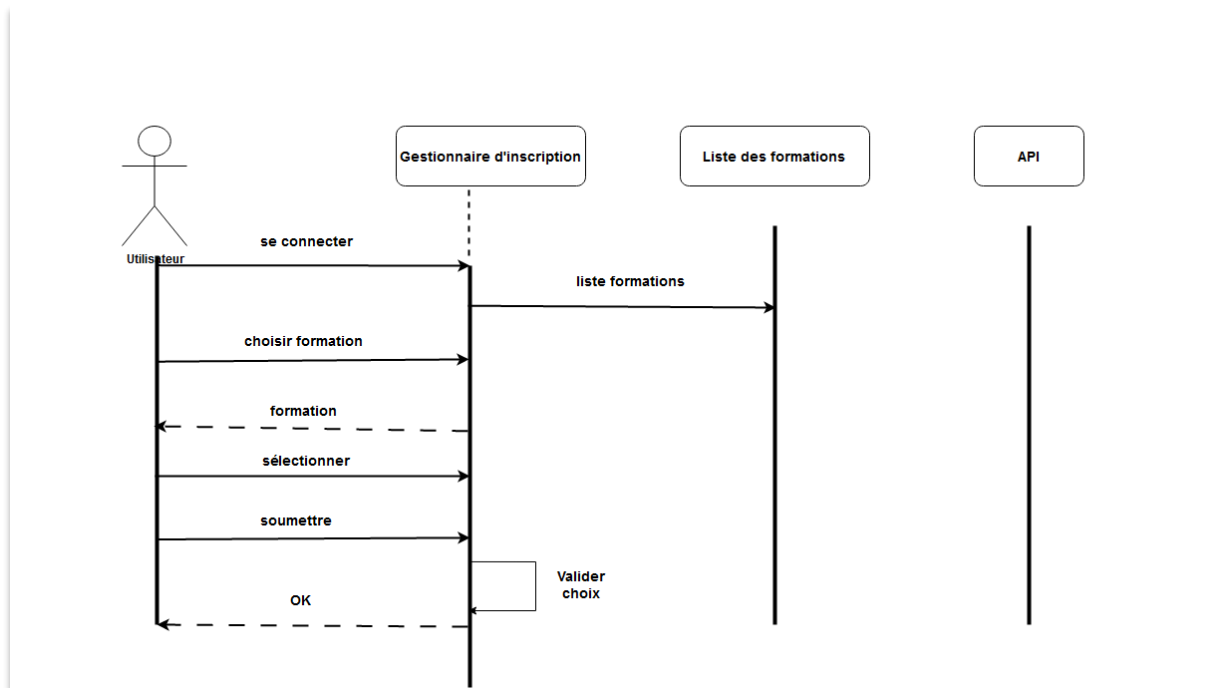 Gestionnaire d'inscription
Liste des formations
API
Utilisateur
se connecter
liste formations
choisir formation
formation
sélectionner
soumettre
Valider
choix
OK